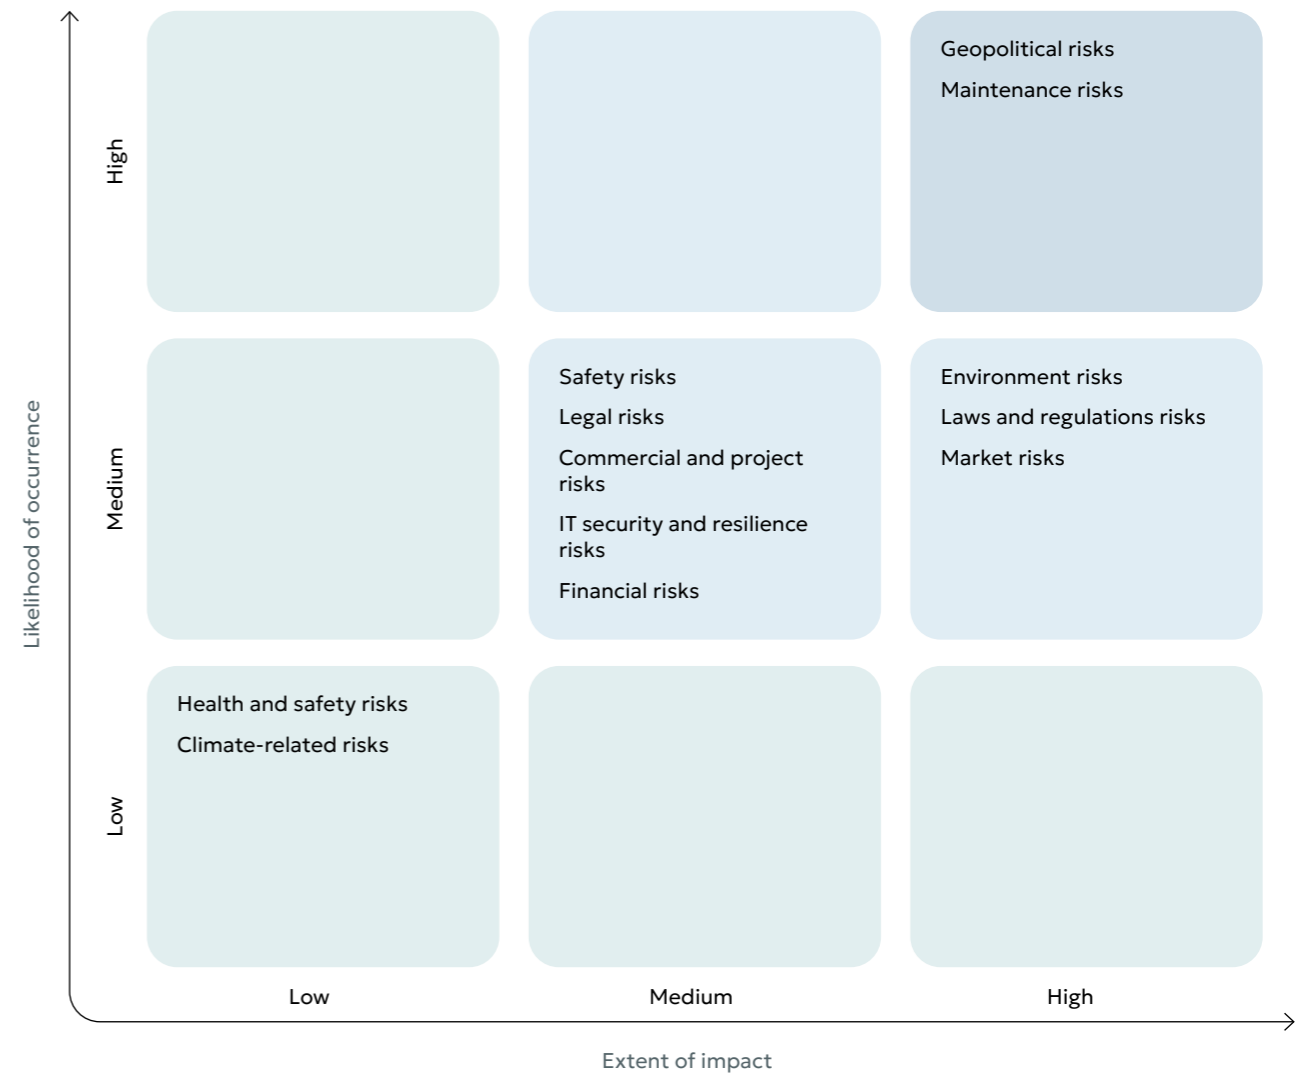 Geopolitical risks
Maintenance risks
High
Safety risks
Legal risks
Commercial and project
risks
IT security and resilience
risks
Financial risks
Environment risks
Laws and regulations risks
Market risks
Medium
Likelihood of occurrence
Health and safety risks
Climate-related risks
Low
Low
Medium
High
Extent of impact